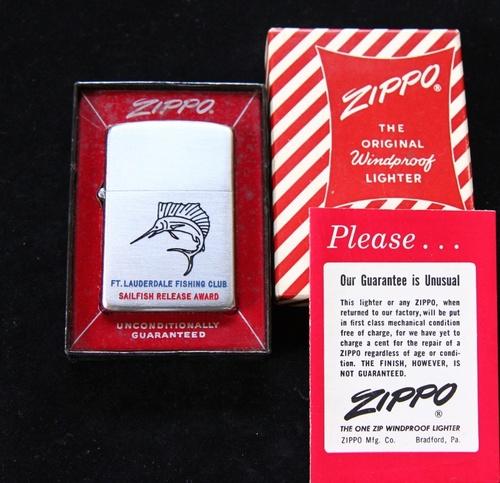 ZIPPO.
FT. LAUDERDALE FISHING CLUB
SAILFISH RELEASE AWARD
UNCONDITIONALLY
GUARANTEED
ZIPPO®
THE
ORIGINAL
Windproof
LIGHTER
Please...
Our Guarantee is Unusual
This lighter or any ZIPPO, when
returned to our factory, will be put
in first class mechanical condition
free of charge, for we have yet to
charge a cent for the repair of a
ZIPPO regardless of age or condi-
tion. THE FINISH, HOWEVER, IS
NOT GUARANTEED.
ZIPPO
®
THE ONE ZIP WINDPROOF LIGHTER
ZIPPO Mfg. Co. Bradford, Pa.